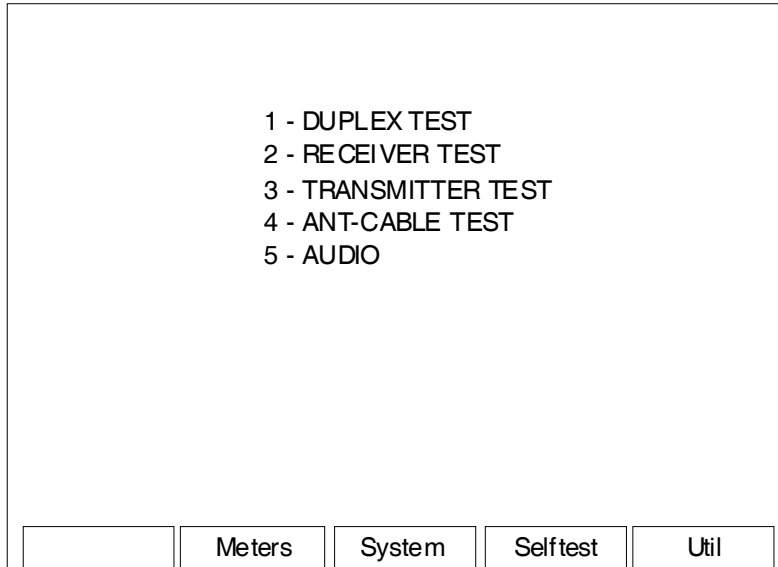 1 - DUPLEX TEST
2 - RECEIVER TEST
3 - TRANSMITTER TEST
4 - ANT-CABLE TEST
5 - AUDIO
Meters System Selftest Util